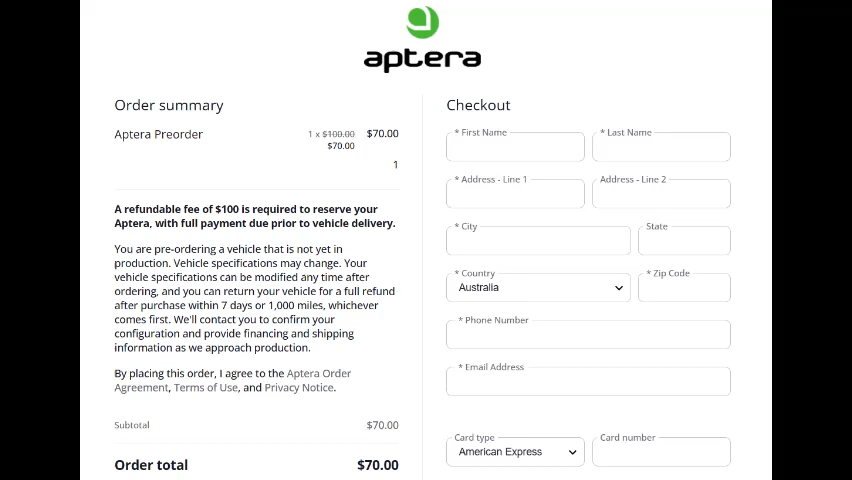 aptera
Order summary
Aptera Preorder 1 x $100.00 $70.00
$70.00
1
A refundable fee of $100 is required to reserve your
Aptera, with full payment due prior to vehicle delivery.
You are pre-ordering a vehicle that is not yet in
production. Vehicle specifications may change. Your
vehicle specifications can be modified any time after
ordering, and you can return your vehicle for a full refund
after purchase within 7 days or 1,000 miles, whichever
comes first. We'll contact you to confirm your
configuration and provide financing and shipping
information as we approach production.
By placing this order, I agree to the Aptera Order
Agreement, Terms of Use, and Privacy Notice.
Subtotal $70.00
Order total $70.00
Checkout
* First Name * Last Name
* Address - Line 1 Address - Line 2
* City State
* Country * Zip Code
Australia
* Phone Number
* Email Address
Card type Card number
American Express